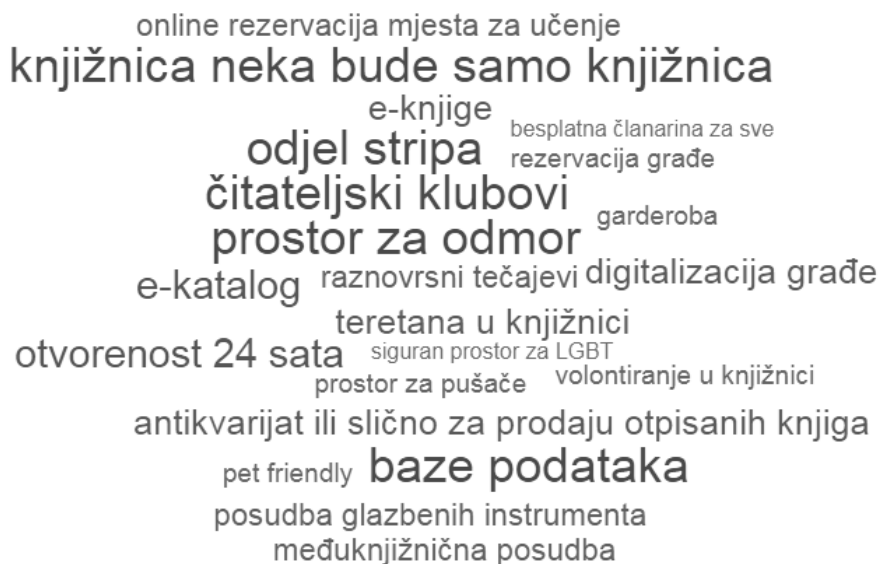 online rezervacija mjesta za učenje
knjižnica neka bude samo knjižnica
e-knjige
besplatna članarina za sve
odjel stripa
rezervacija građe
čitateljski klubovi
garderoba
prostor za odmor
e-katalog
raznovrsni tečajevi
digitalizacija građe
teretana u knjižnici
otvorenost 24 sata
siguran prostor za LGBT
prostor za pušače
volontiranje u knjižnici
antikvarijat ili slično za prodaju otpisanih knjiga
pet friendly
baze podataka
posudba glazbenih instrumenta
međuknjižnična posudba